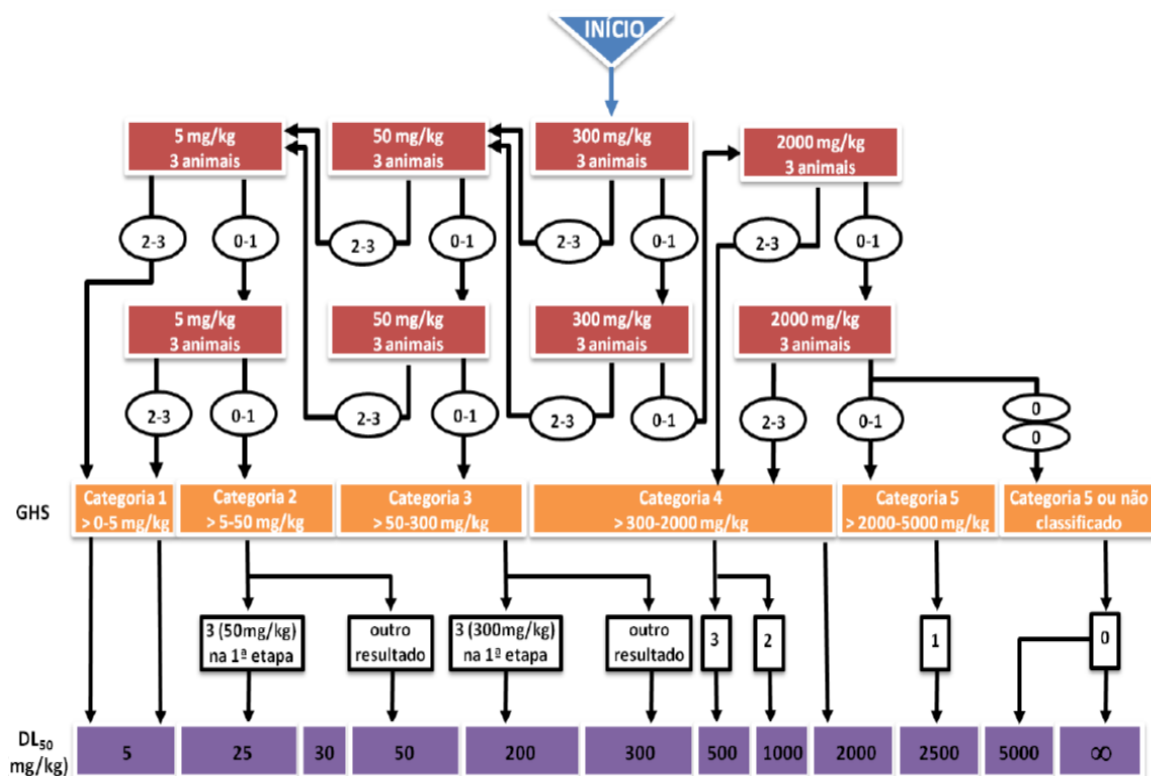 INÍCIO
5 mg/kg
3 animais
50 mg/kg
3 animais
300 mg/kg
3 animais
2000 mg/kg
3 animais
2-3
0-1
2-3
0-1
2-3
0-1
2-3
0-1
5 mg/kg
3 animais
50 mg/kg
3 animais
300 mg/kg
3 animais
2000 mg/kg
3 animais
2-3
0-1
2-3
0-1
2-3
0-1
2-3
0-1
0
0
GHS
Categoria 1
> 0-5 mg/kg
Categoria 2
> 5-50 mg/kg
Categoria 3
> 50-300 mg/kg
Categoria 4
> 300-2000 mg/kg
Categoria 5
> 2000-5000 mg/kg
Categoria 5 ou não
classificado
3 (50mg/kg)
na 1ª etapa
outro
resultado
3 (300mg/kg)
na 1ª etapa
outro
resultado
3
2
1
0
DL50
mg/kg)
5
25
30
50
200
300
500
1000
2000
2500
5000
∞